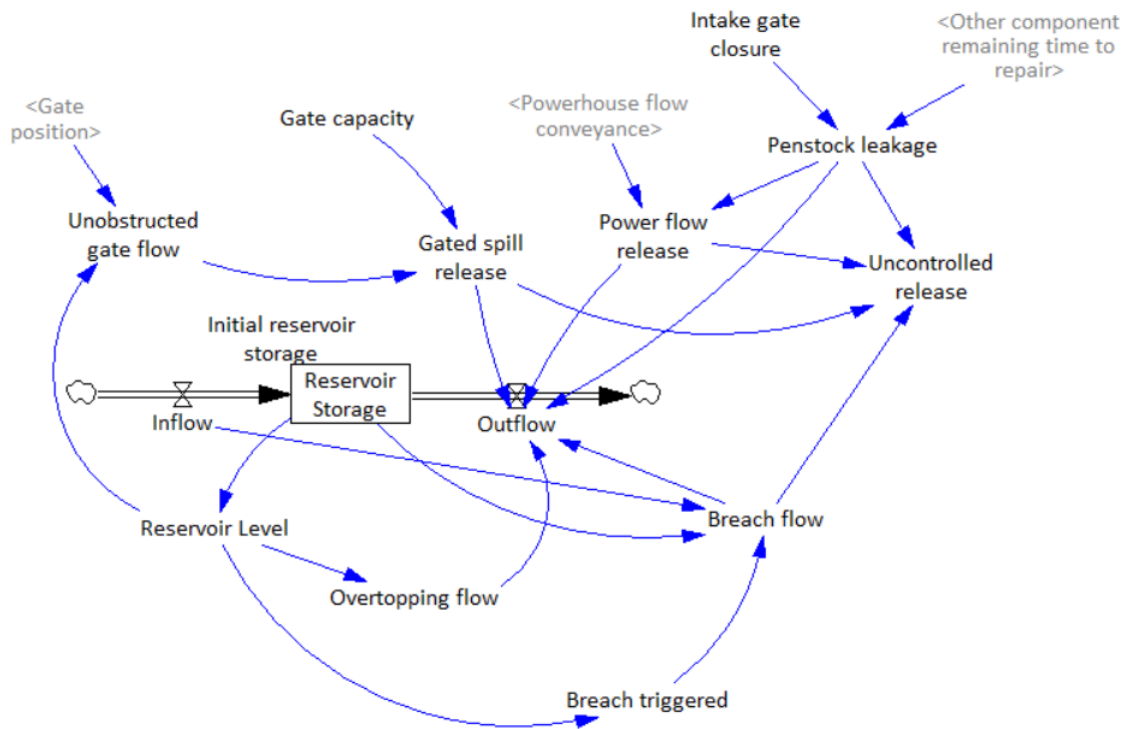 Intake gate
closure
<Other component
remaining time to
repair>
<Gate
position>
Gate capacity
<Powerhouse flow
conveyance>
Penstock leakage
Unobstructed
gate flow
Gated spill
release
Power flow
release
Uncontrolled
release
Initial reservoir
storage
Reservoir
Storage
Inflow
Outflow
Reservoir Level
Breach flow
Overtopping flow
Breach triggered